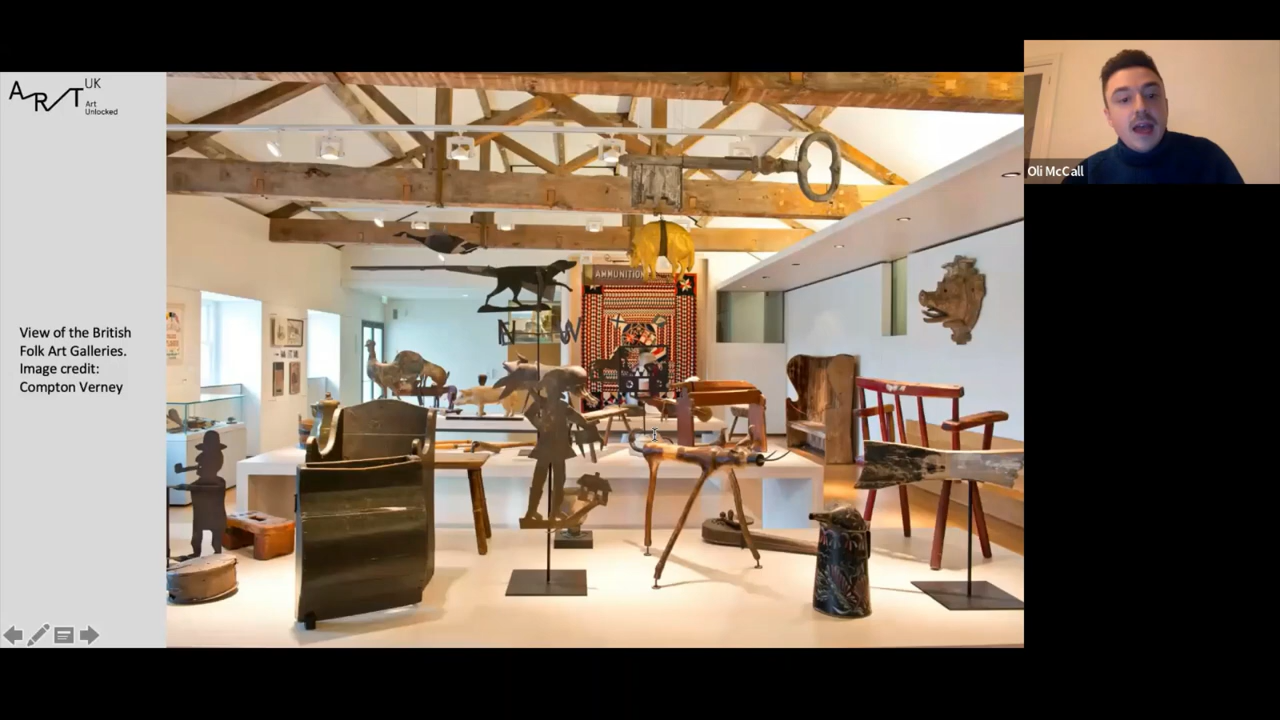 ART UK
Art
Unlocked
View of the British
Folk Art Galleries.
Image credit:
Compton Verney
AMMUNITION
N W
Oli McCall